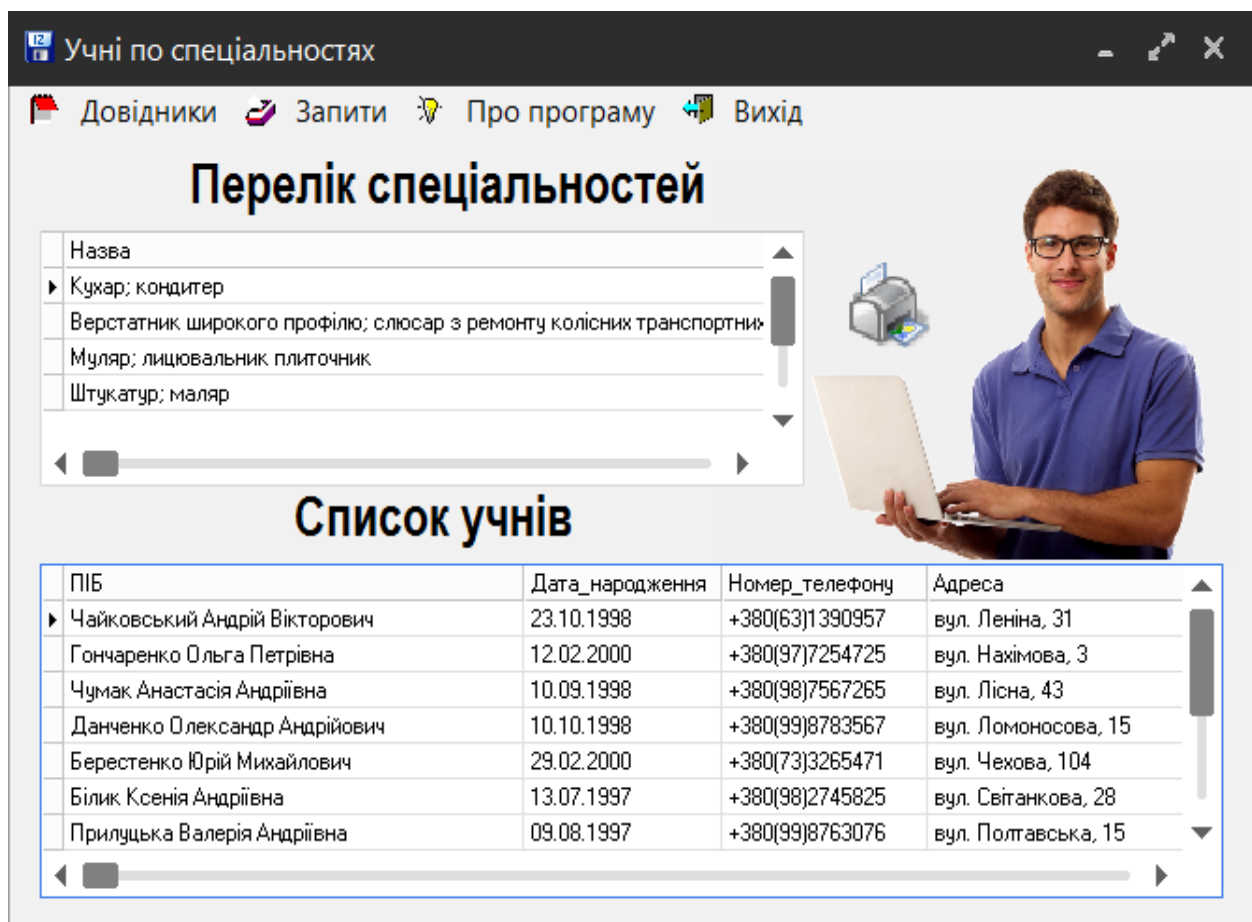 Учні по спеціальностях
Довідники Запити Про програму Вихід
Перелік спеціальностей
Назва
Кухар; кондитер
Верстатник широкого профілю; слюсар з ремонту колісних транспортних
Муляр; лицювальник плиточник
Штукатур; маляр
Список учнів
ПІБ Дата_народження Номер_телефону Адреса
Чайковський Андрій Вікторович 23.10.1998 +380(63)1390957 вул. Леніна, 31
Гончаренко Ольга Петрівна 12.02.2000 +380(97)7254725 вул. Нахімова, 3
Чумак Анастасія Андріївна 10.09.1998 +380(98)7567265 вул. Лісна, 43
Данченко Олександр Андрійович 10.10.1998 +380(99)8783567 вул. Ломоносова, 15
Берестенко Юрій Михайлович 29.02.2000 +380(73)3265471 вул. Чехова, 104
Білик Ксенія Андріївна 13.07.1997 +380(98)2745825 вул. Світанкова, 28
Прилуцька Валерія Андріївна 09.08.1997 +380(99)8763076 вул. Полтавська, 15